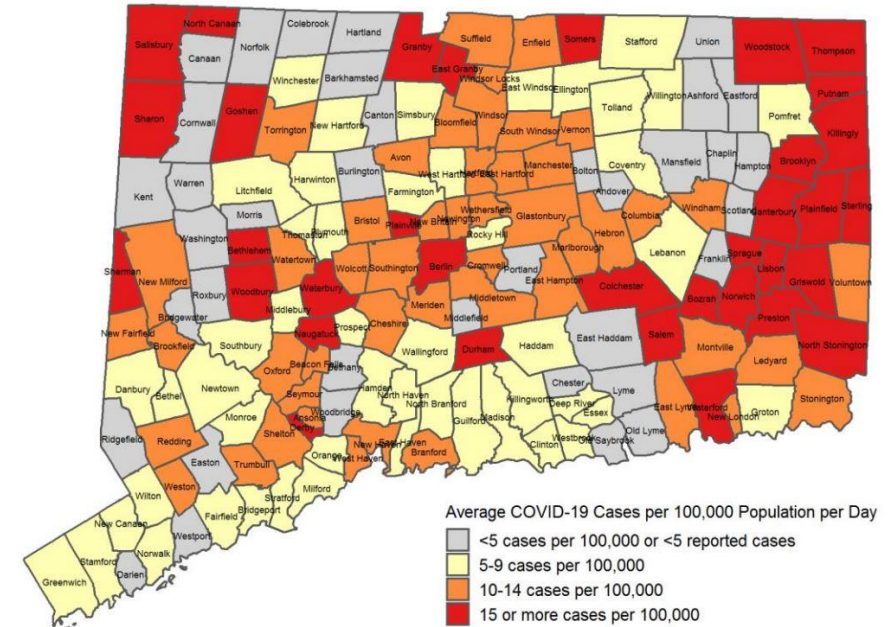 Colebrook
North Canaan
Hartland
Salisbury
Norfolk
Canaan
Granby
Suffield
Enfield
Somers
Stafford
Union
Woodstock
Thompson
East Granby
Windsor Locks
Winchester
Barkhamsted
East Windsor
Ellington
Willington
Ashford
Eastford
Putnam
Pomfret
Sharon
Cornwall
Goshen
Torrington
New Hartford
Canton
Simsbury
Bloomfield
Windsor
South Windsor
Vernon
Tolland
Killingly
Avon
West Hartford
Hartford
East Hartford
Manchester
Bolton
Coventry
Mansfield
Chaplin
Hampton
Brooklyn
Kent
Warren
Litchfield
Harwinton
Burlington
Farmington
Andover
Morris
Bristol
Plainville
New Britain
Newington
Wethersfield
Glastonbury
Columbia
Windham
Scotland
Canterbury
Plainfield
Sterling
Washington
Thomaston
Plymouth
Rocky Hill
Hebron
Marlborough
Lebanon
Franklin
Sprague
Lisbon
Griswold
Voluntown
Sherman
New Milford
Bethlehem
Watertown
Wolcott
Southington
Berlin
Cromwell
Portland
East Hampton
Colchester
Bozrah
Norwich
Preston
Roxbury
Woodbury
Waterbury
Middlebury
Bridgewater
Meriden
Middletown
Middlefield
Naugatuck
Prospect
Cheshire
New Fairfield
Brookfield
Southbury
Wallingford
Durham
Haddam
East Haddam
Salem
Montville
Ledyard
North Stonington
Danbury
Bethel
Newtown
Oxford
Beacon Falls
Bethany
Hamden
North Haven
North Branford
Guilford
Madison
Killingworth
Chester
Deep River
Essex
Lyme
Seymour
Woodbridge
Ansonia
Derby
Monroe
Ridgefield
Redding
Shelton
Easton
Orange
New Haven
West Haven
East Haven
Branford
Clinton
Westbrook
Old Saybrook
Old Lyme
East Lyme
Waterford
New London
Groton
Stonington
Wilton
Weston
Trumbull
Milford
Stratford
Bridgeport
Fairfield
New Canaan
Norwalk
Westport
Stamford
Greenwich
Darien
Average COVID-19 Cases per 100,000 Population per Day
<5 cases per 100,000 or <5 reported cases
5-9 cases per 100,000
10-14 cases per 100,000
15 or more cases per 100,000